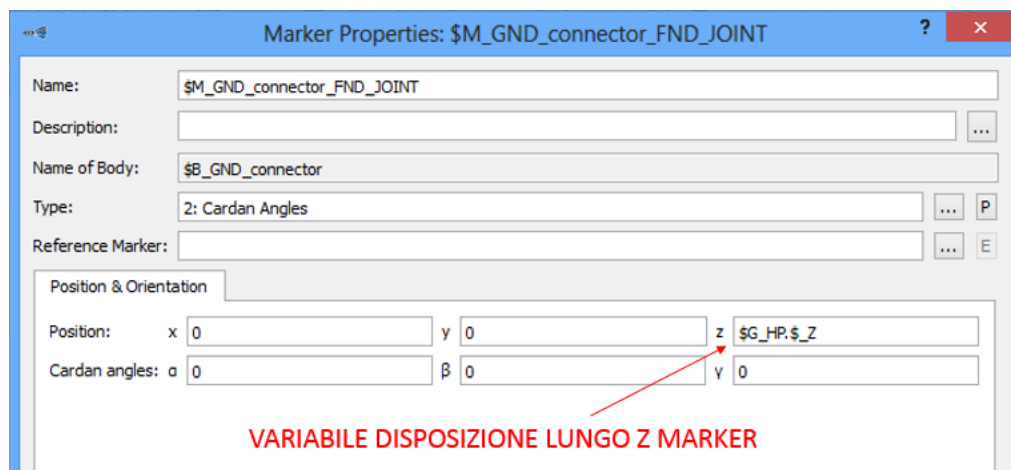 Marker Properties: $M_GND_connector_FND_JOINT ? ×
Name: $M_GND_connector_FND_JOINT
Description: ...
Name of Body: $B_GND_connector
Type: 2: Cardan Angles ... P
Reference Marker: ... E
Position & Orientation
Position: x 0 y 0 z $G_HP.$_Z
Cardan angles: α 0 β 0 γ 0
VARIABILE DISPOSIZIONE LUNGO Z MARKER